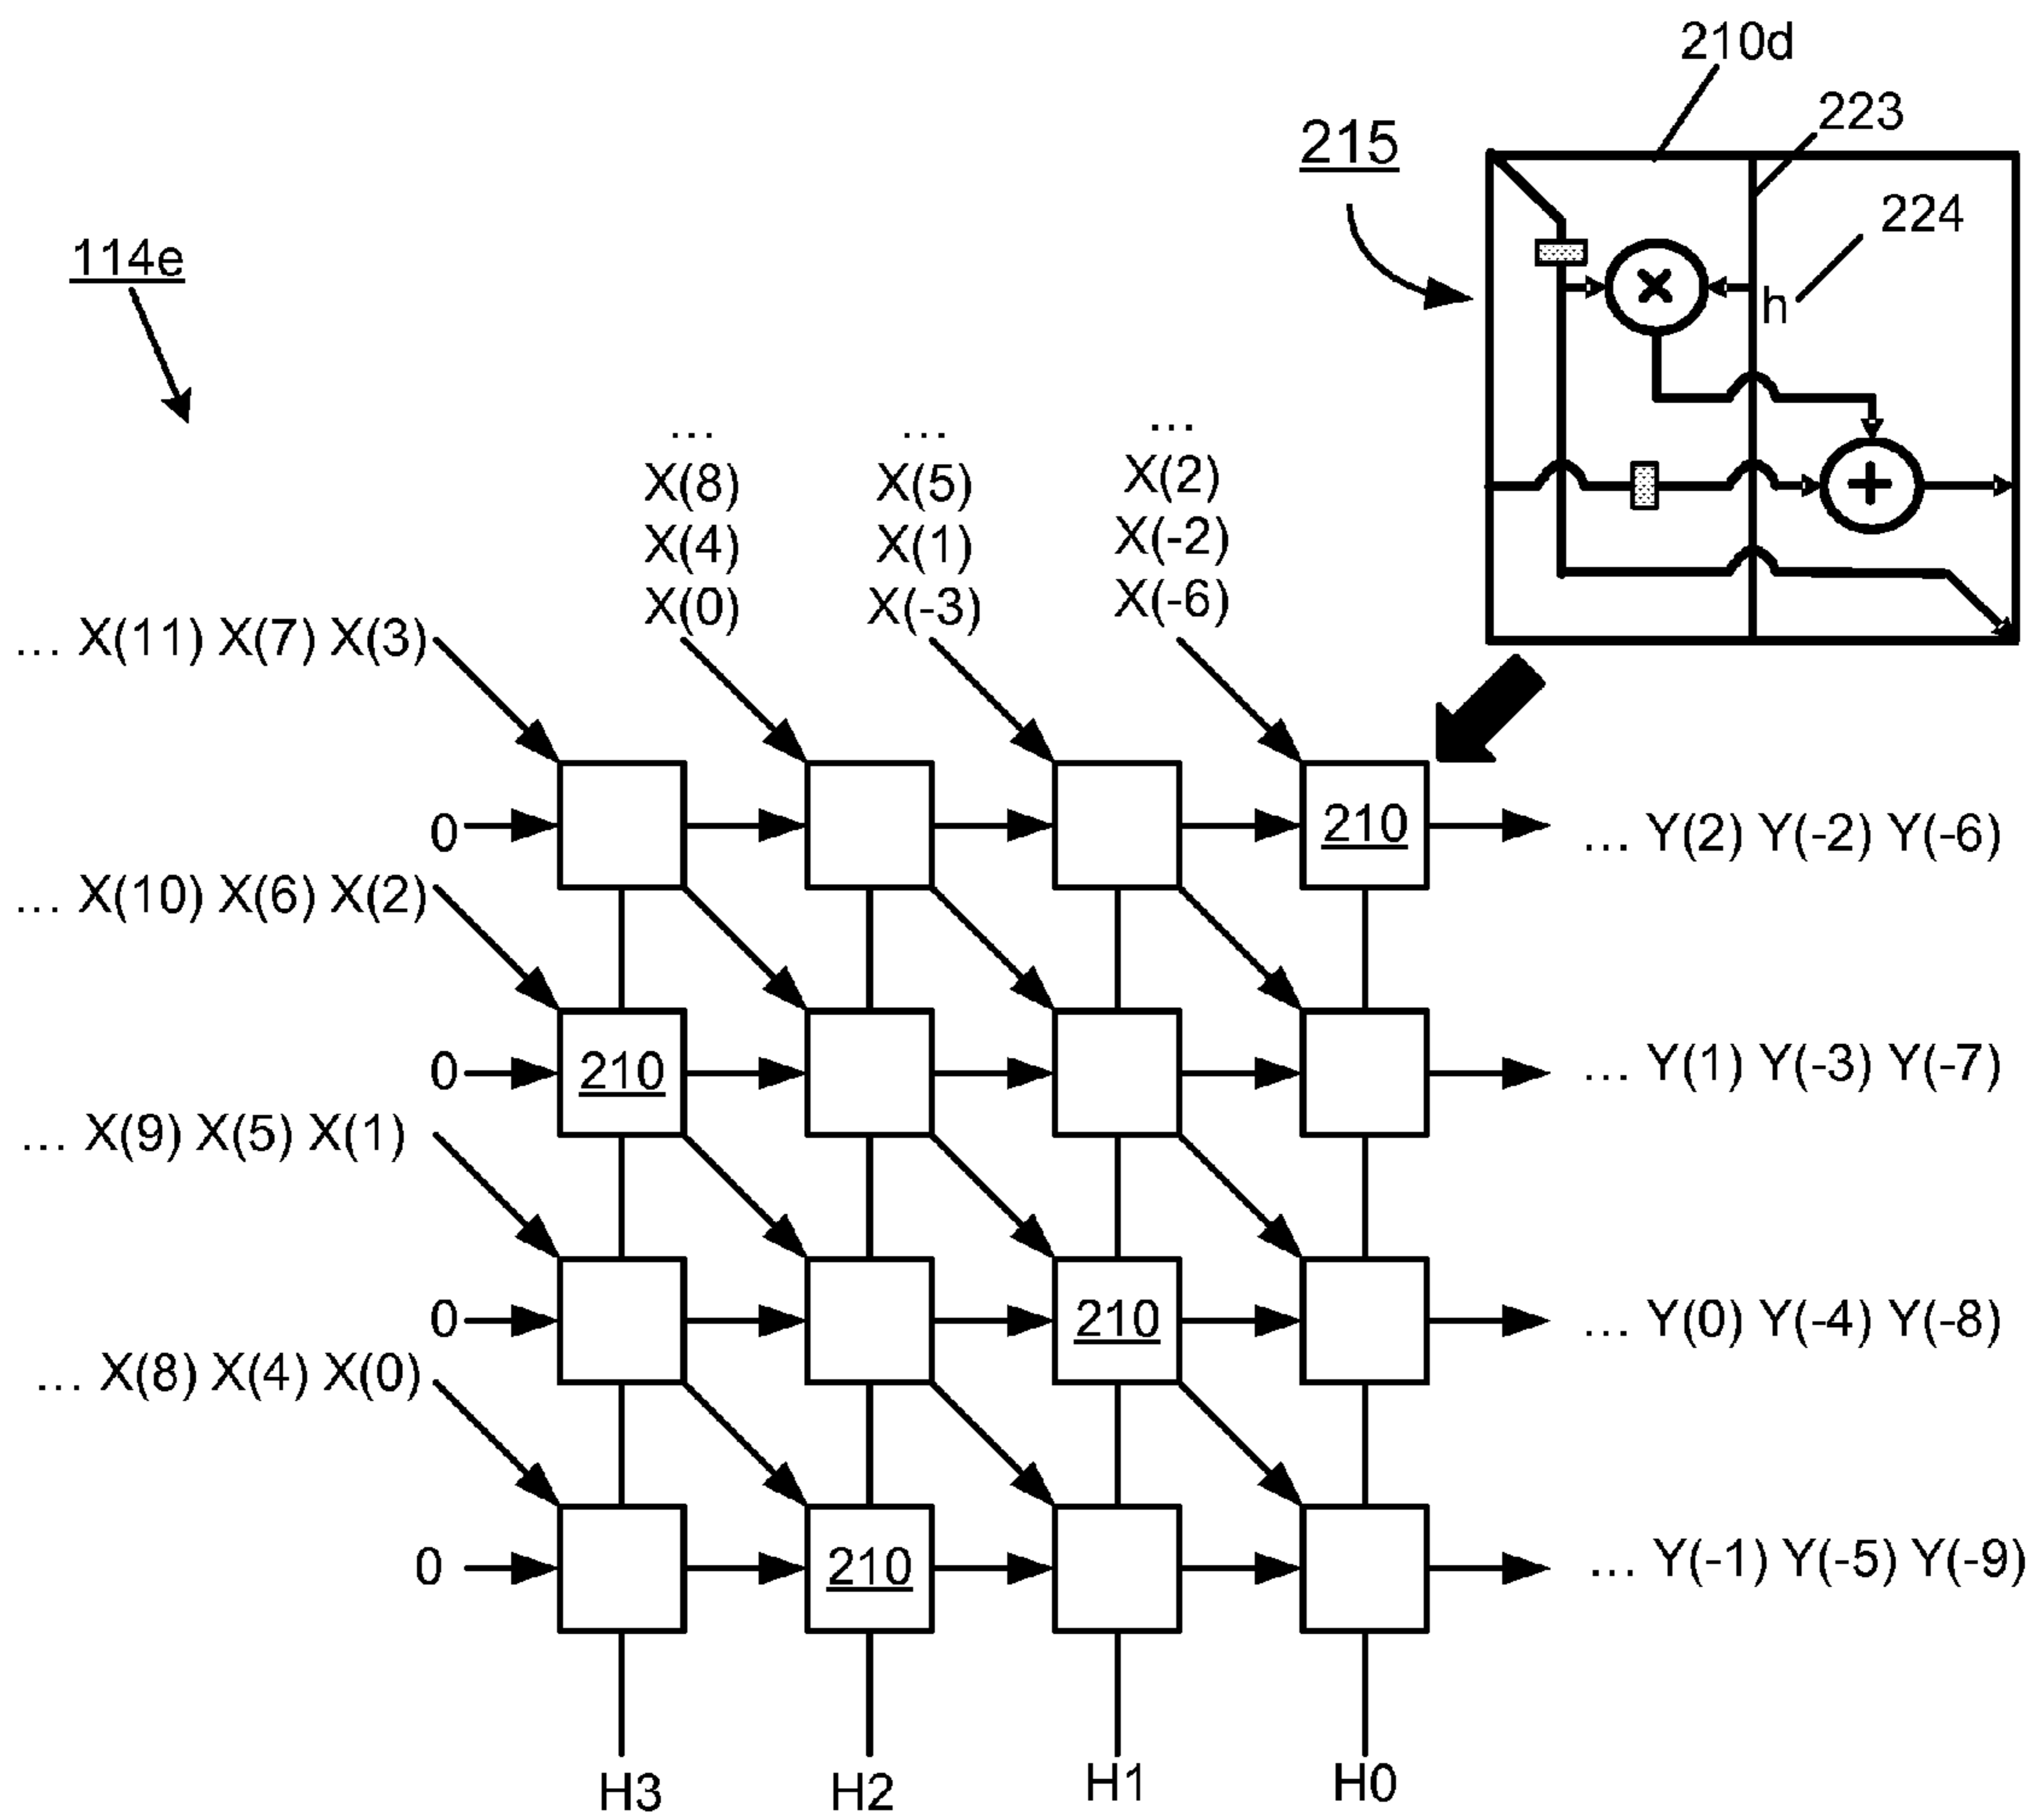 210d
223
215
224
114e
h
... ... ...
X(8) X(5) X(2)
X(4) X(1) X(-2)
X(0) X(-3) X(-6)
... X(11) X(7) X(3)
0 210 ... Y(2) Y(-2) Y(-6)
... X(10) X(6) X(2)
0 210 ... Y(1) Y(-3) Y(-7)
... X(9) X(5) X(1)
0 210 ... Y(0) Y(-4) Y(-8)
... X(8) X(4) X(0)
0 210 ... Y(-1) Y(-5) Y(-9)
H3 H2 H1 H0